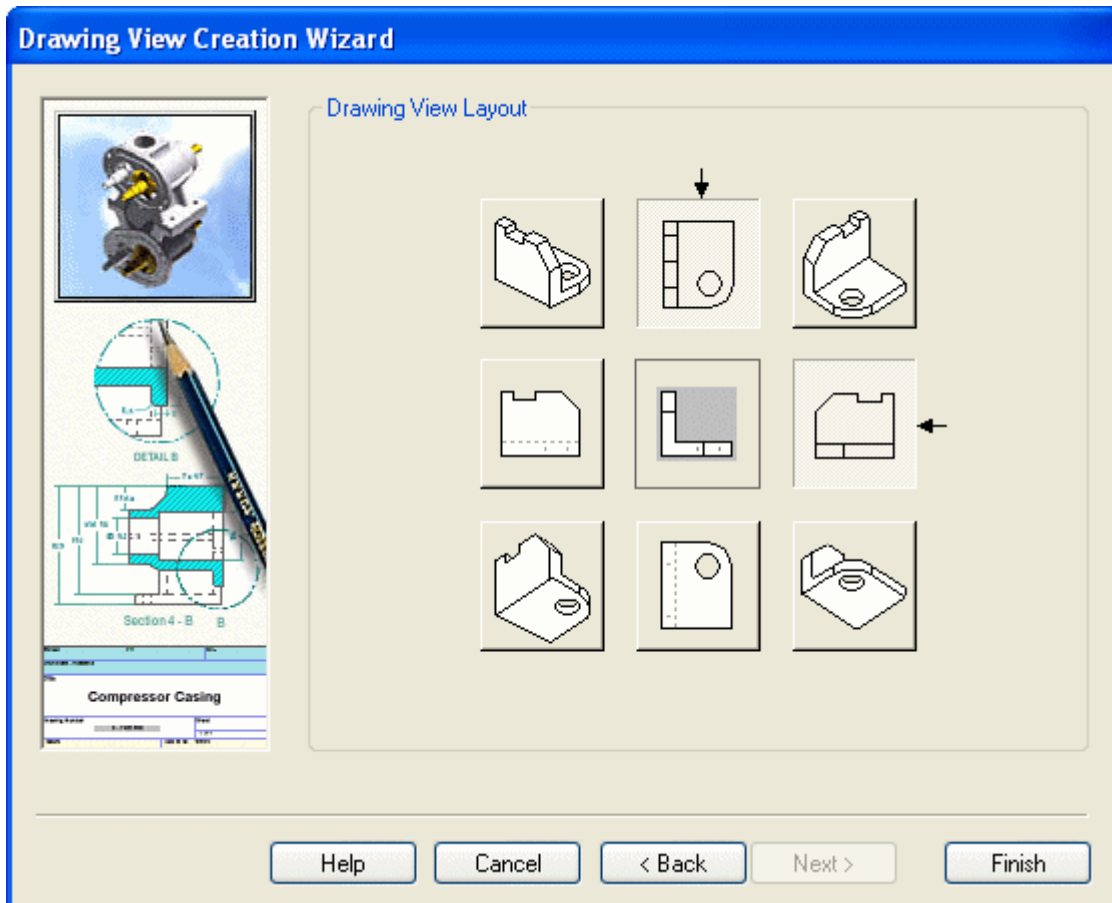 Drawing View Creation Wizard
Drawing View Layout
DETAIL B
Section 4 - B
B
Compressor Casing
Help
Cancel
< Back
Next >
Finish